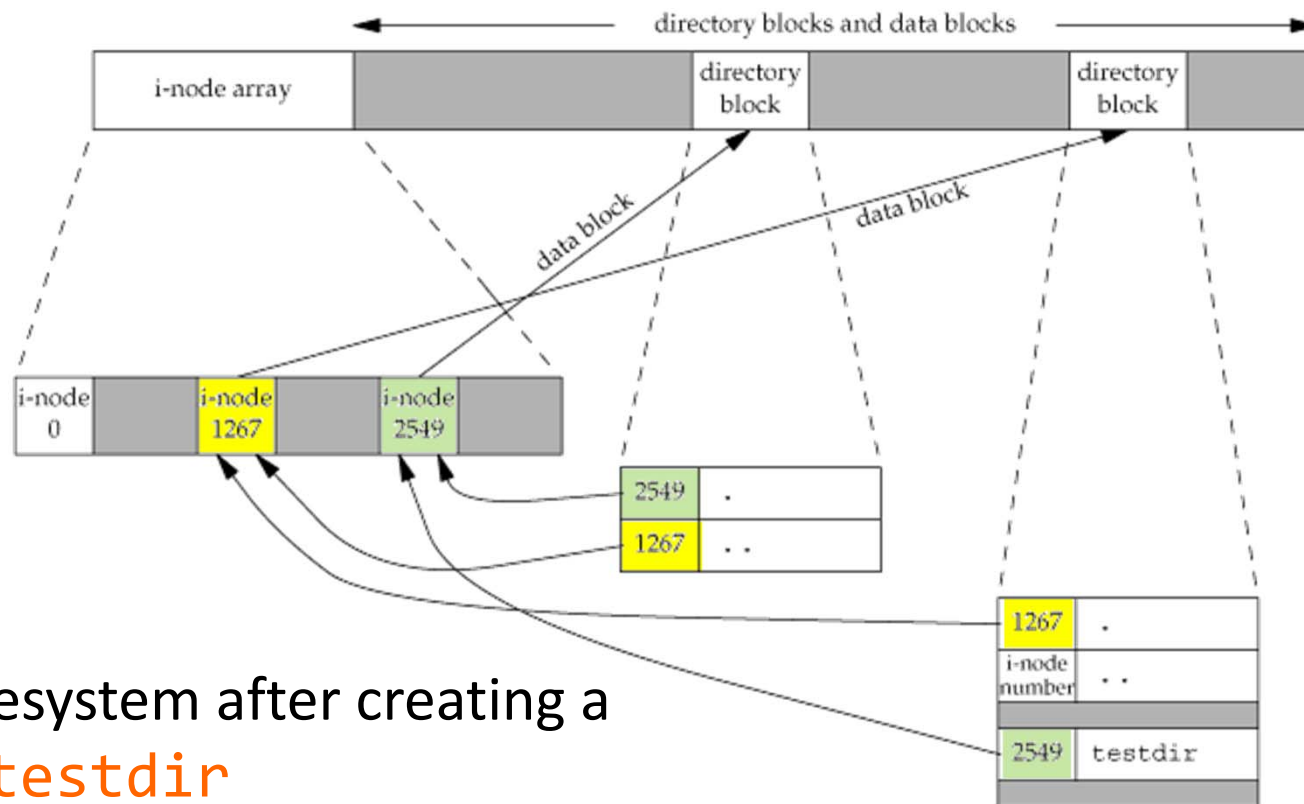 directory blocks and data blocks
i-node array
directory
block
directory
block
data block
data block
i-node
0
i-node
1267
i-node
2549
2549 .
1267 ..
1267 .
i-node
number ..
2549 testdir
esystem after creating a
testdir